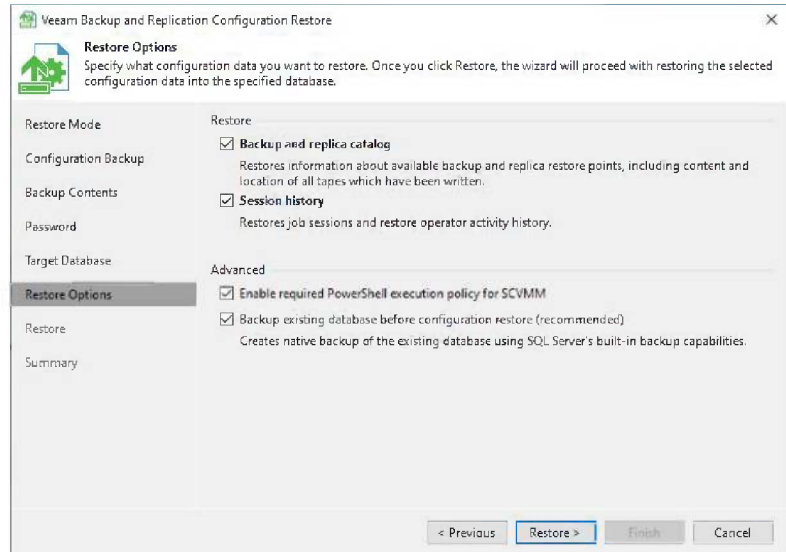 Veeam Backup and Replication Configuration Restore
Restore Options
Specify what configuration data you want to restore. Once you click Restore, the wizard will proceed with restoring the selected
configuration data into the specified database.
Restore Mode
Configuration Backup
Backup Contents
Password
Target Database
Restore Options
Restore
Summary
Restore
Backup and replica catalog
Restores information about available backup and replica restore points, including content and
location of all tapes which have been written.
Session history
Restores job sessions and restore operator activity history.
Advanced
Enable required PowerShell execution policy for SCVMM
Backup existing database before configuration restore (recommended)
Creates native backup of the existing database using SQL Server's built-in backup capabilities.
< Previous
Restore >
Finish
Cancel